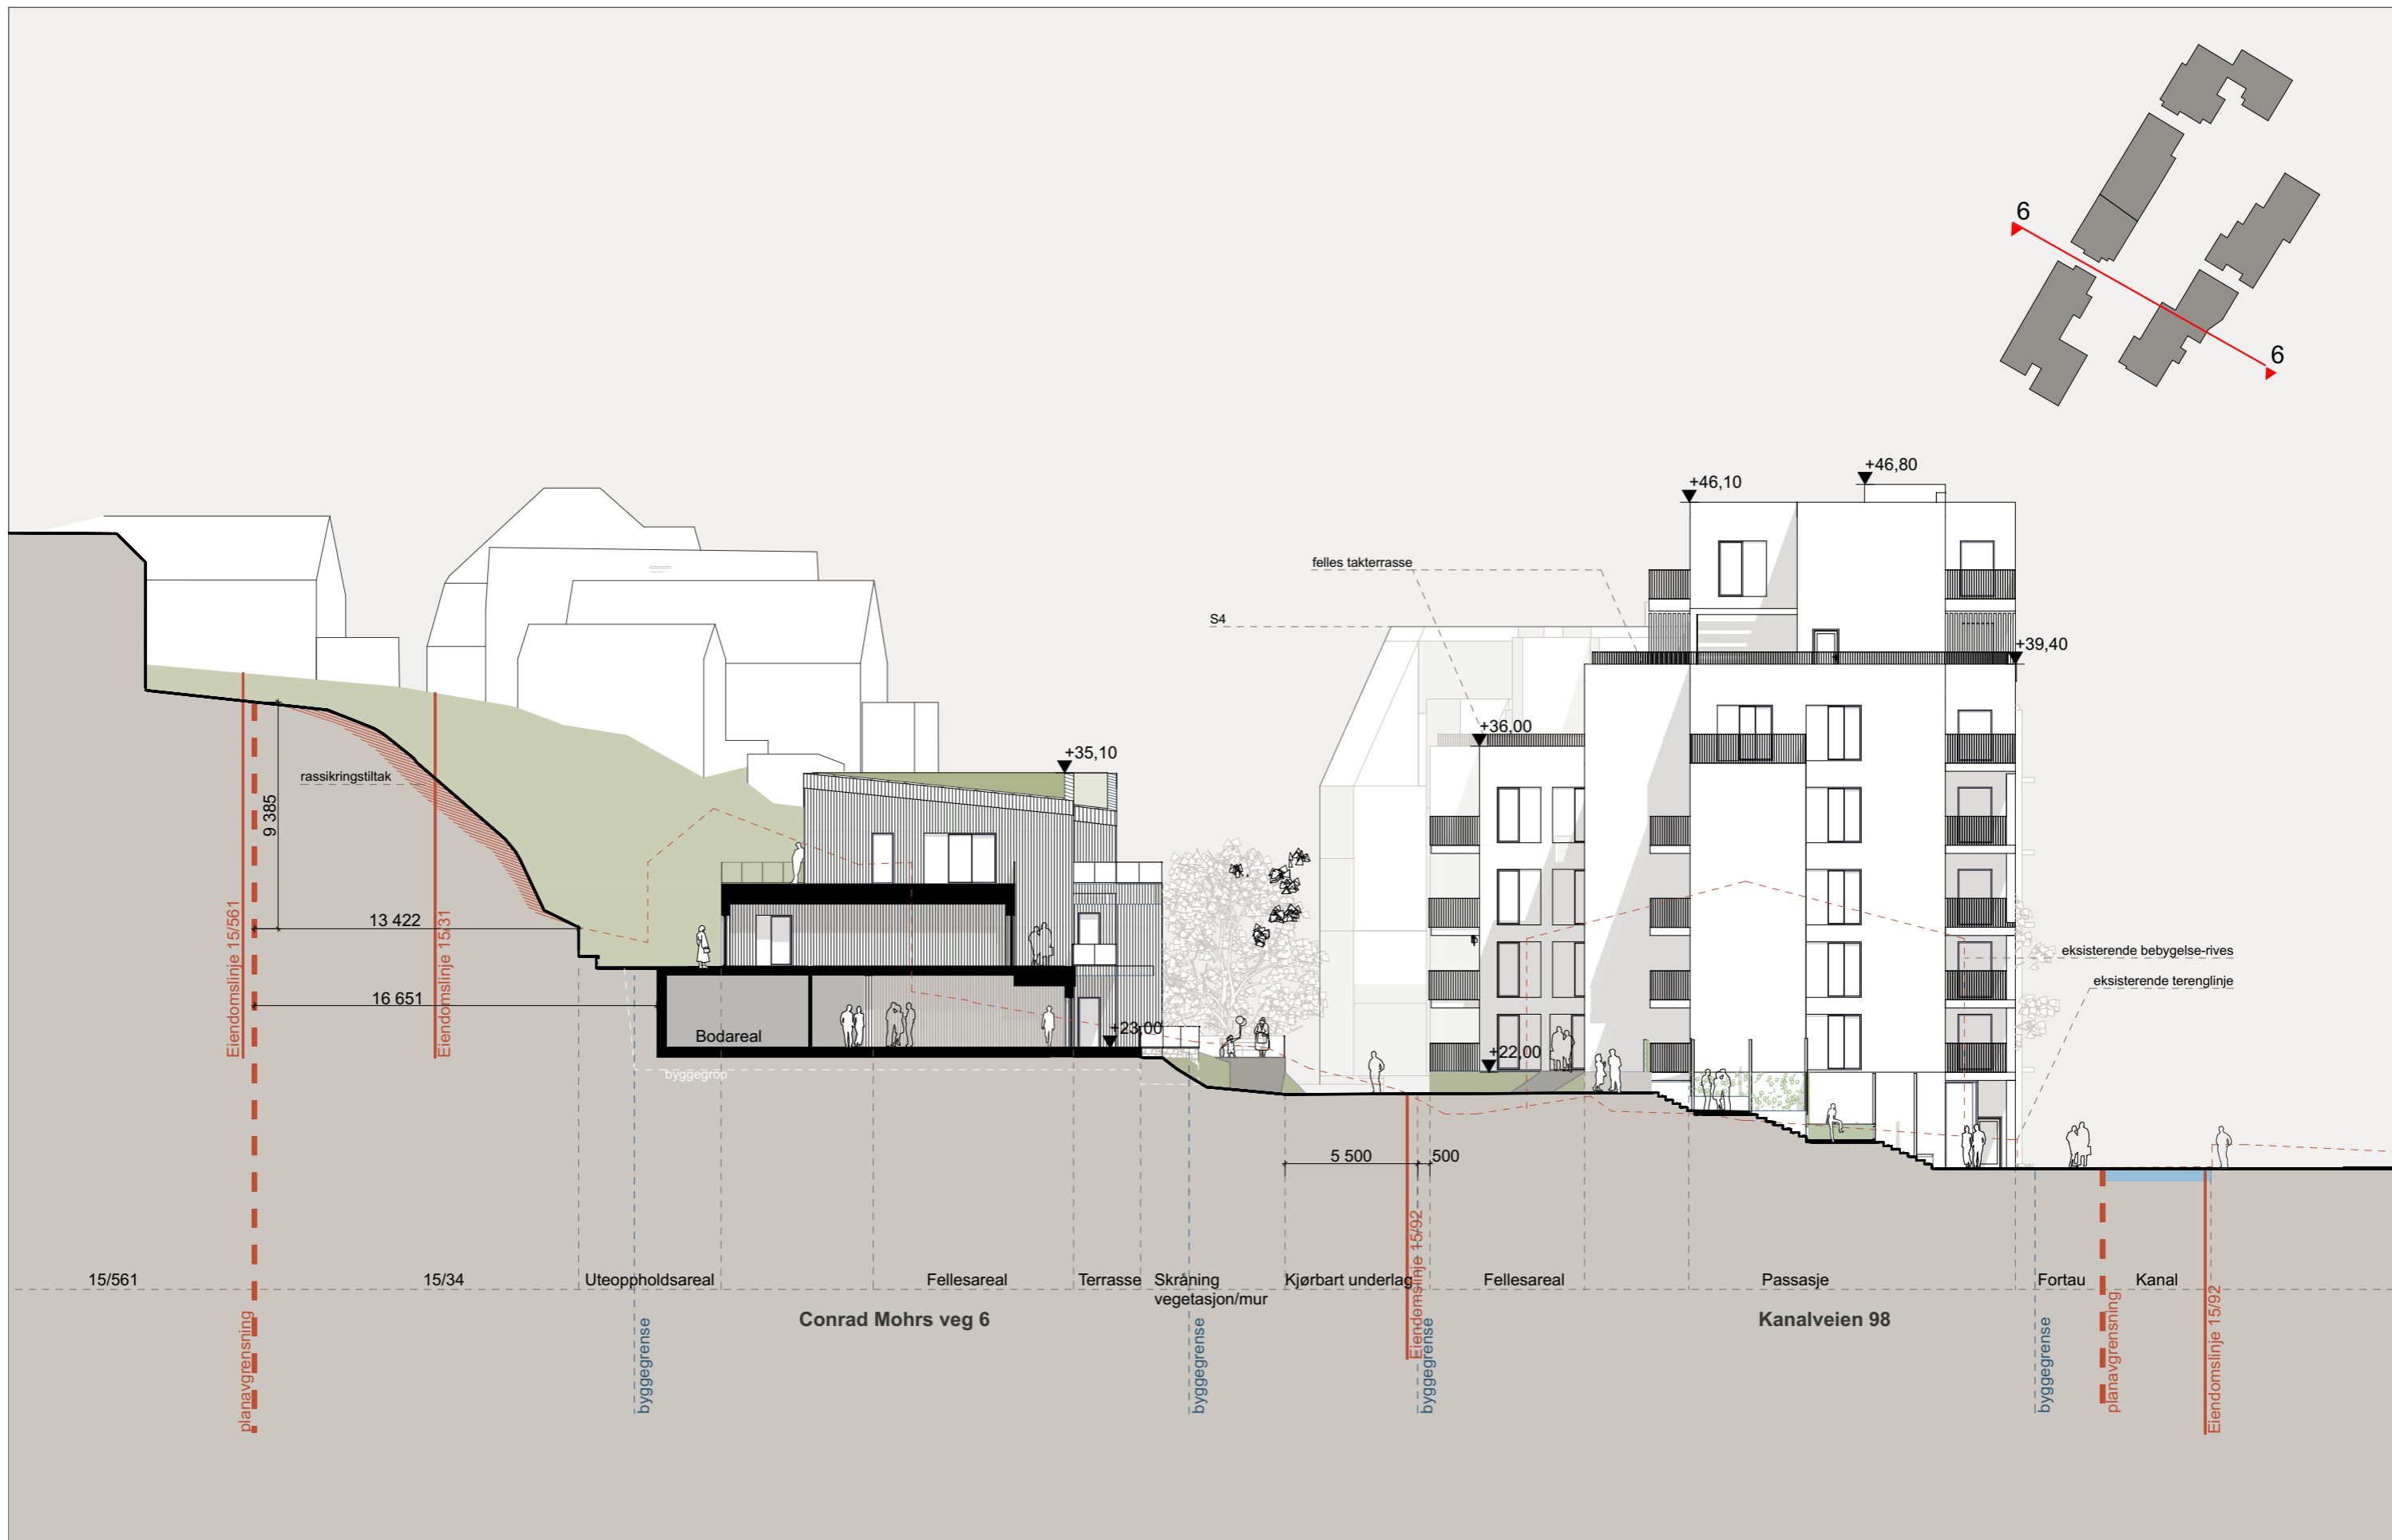 6
6
+46,80
+46,10
felles takterrasse
S4
+39,40
+36,00
+35,10
rassikringstiltak
9 385
13 422
Eiendomslinje 15/561
Eiendomslinje 15/31
eksisterende bebygelse-rives
eksisterende terenglinje
16 651
Bodareal
+23,00
+22,00
byggegrop
5 500
500
Eiendomslinje 15/92
15/561
15/34
Uteoppholdsareal
Fellesareal
Terrasse
Skråning
vegetasjon/mur
Kjørbart underlag
Fellesareal
Passasje
Fortau
Kanal
Conrad Mohrs veg 6
Kanalveien 98
planavgrensning
byggegrense
byggegrense
byggegrense
byggegrense
planavgrensning
Eiendomslinje 15/92